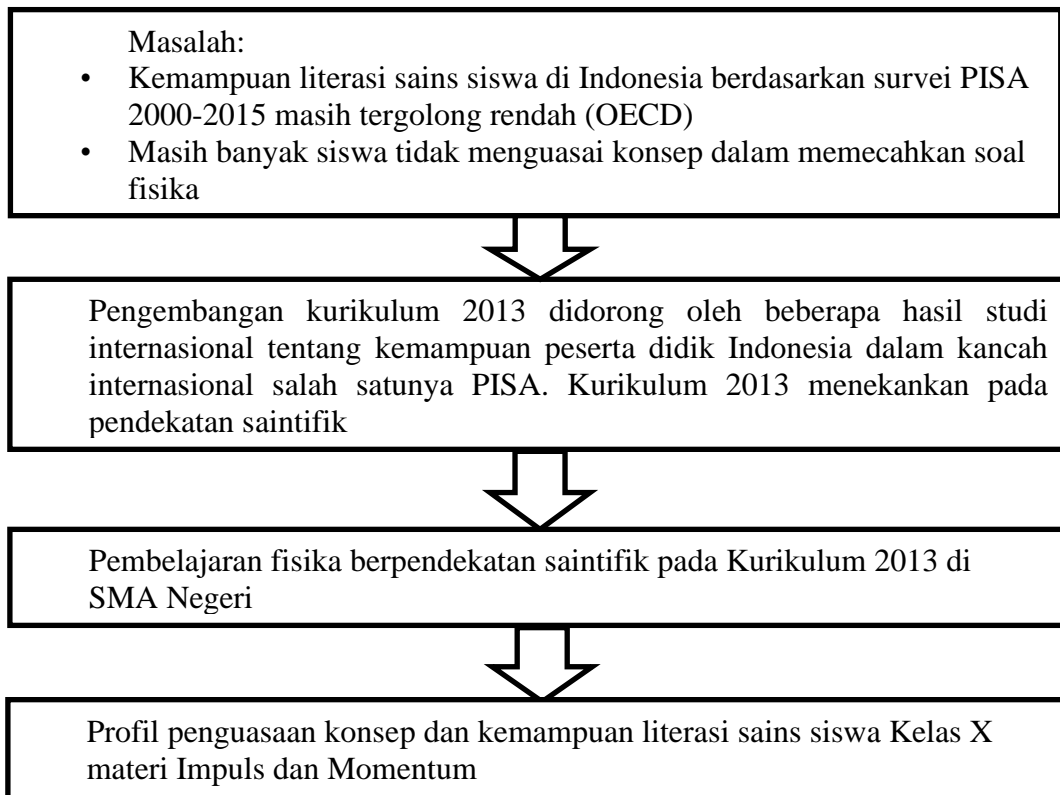 Masalah:
• Kemampuan literasi sains siswa di Indonesia berdasarkan survei PISA
2000-2015 masih tergolong rendah (OECD)
• Masih banyak siswa tidak menguasai konsep dalam memecahkan soal
fisika
Pengembangan kurikulum 2013 didorong oleh beberapa hasil studi
internasional tentang kemampuan peserta didik Indonesia dalam kancah
internasional salah satunya PISA. Kurikulum 2013 menekankan pada
pendekatan saintifik
Pembelajaran fisika berpendekatan saintifik pada Kurikulum 2013 di
SMA Negeri
Profil penguasaan konsep dan kemampuan literasi sains siswa Kelas X
materi Impuls dan Momentum